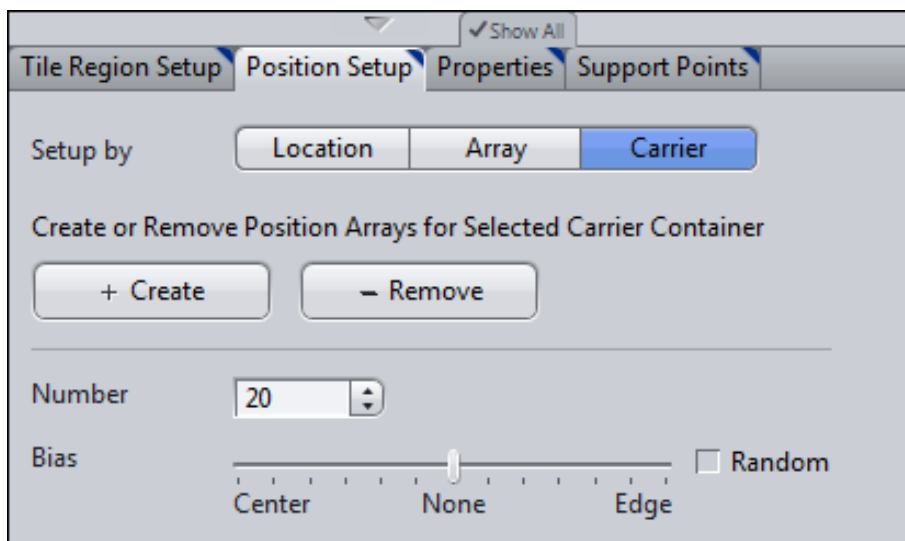 Show All
Tile Region Setup Position Setup Properties Support Points
Setup by Location Array Carrier
Create or Remove Position Arrays for Selected Carrier Container
+ Create − Remove
Number 20
Bias Random
Center None Edge